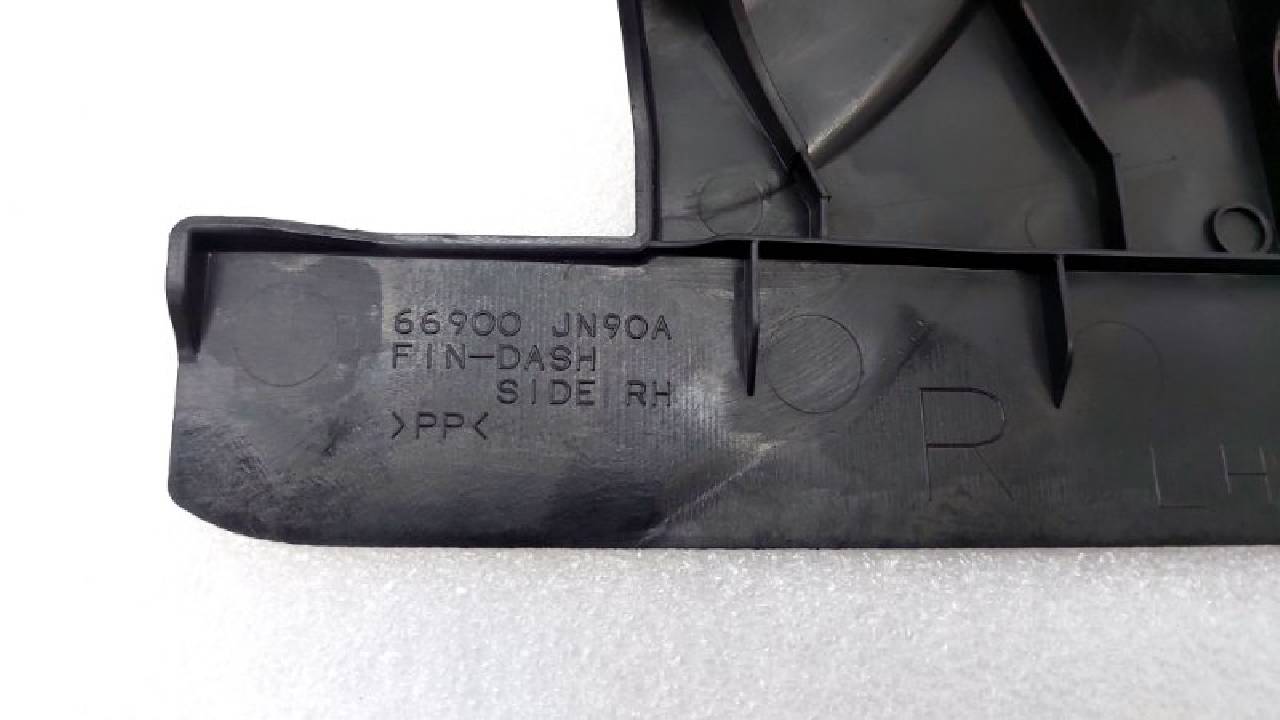 66900 JN90A
FIN-DASH
SIDE RH
>PP<
R
LH